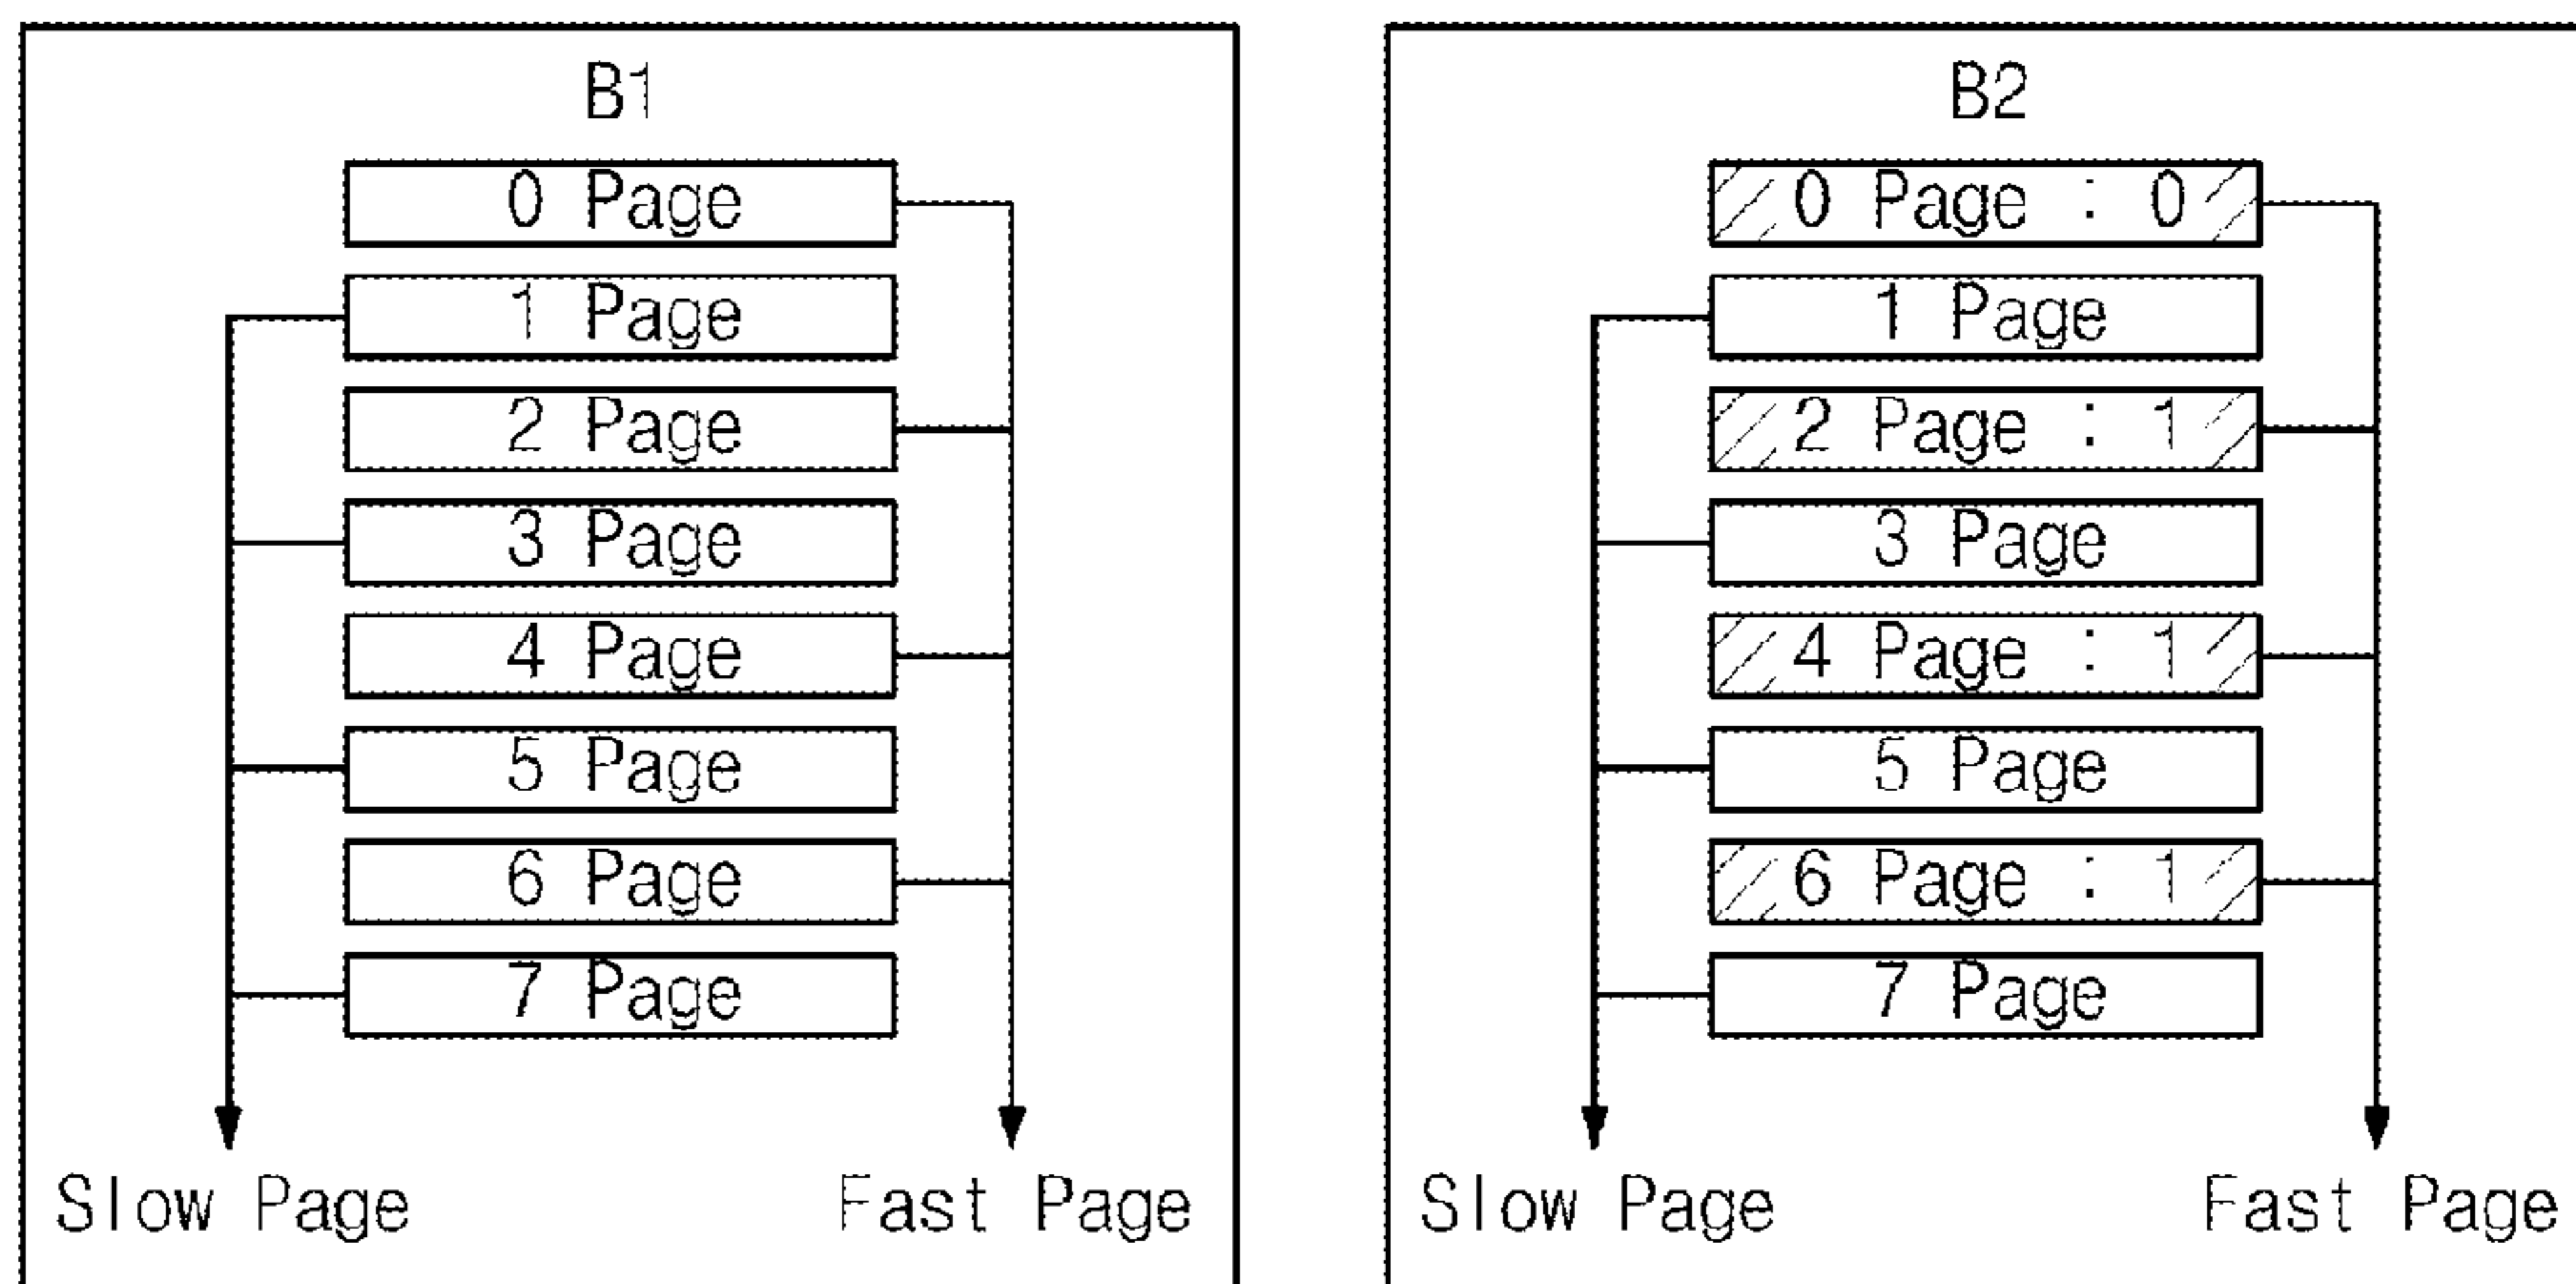 B1
0 Page
1 Page
2 Page
3 Page
4 Page
5 Page
6 Page
7 Page
Slow Page
Fast Page
B2
0 Page : 0
1 Page
2 Page : 1
3 Page
4 Page : 1
5 Page
6 Page : 1
7 Page
Slow Page
Fast Page